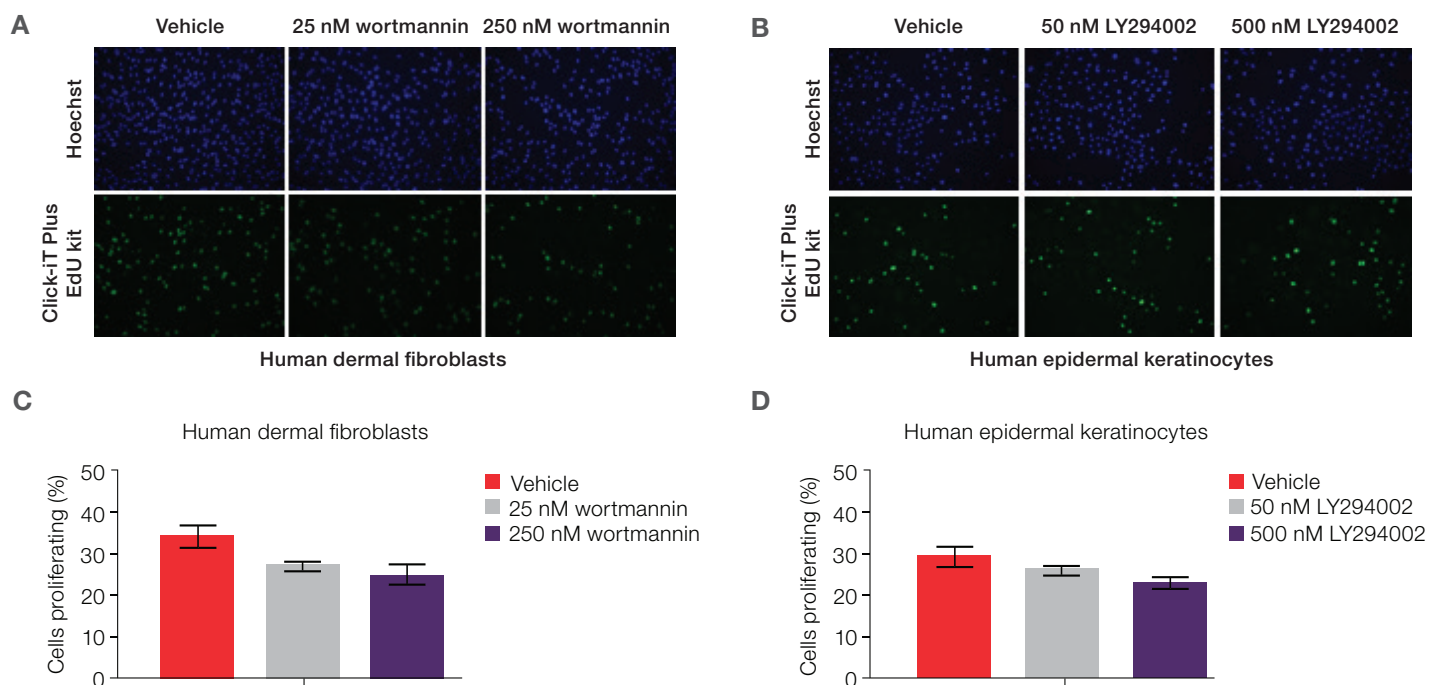 A
Vehicle
25 nM wortmannin
250 nM wortmannin
Hoechst
Click-iT Plus
EdU kit
Human dermal fibroblasts
B
Vehicle
50 nM LY294002
500 nM LY294002
Hoechst
Click-iT Plus
EdU kit
Human epidermal keratinocytes
C
Human dermal fibroblasts
Cells proliferating (%)
50
40
30
20
10
0
Vehicle
25 nM wortmannin
250 nM wortmannin
D
Human epidermal keratinocytes
Cells proliferating (%)
50
40
30
20
10
0
Vehicle
50 nM LY294002
500 nM LY294002